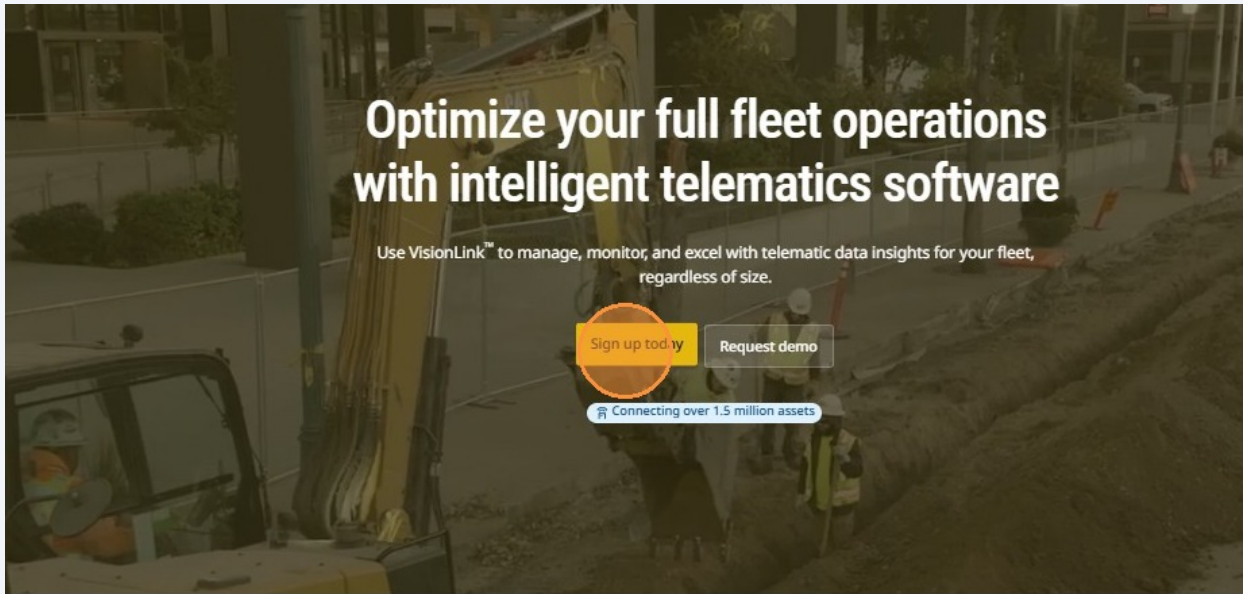 CAT
Optimize your full fleet operations
with intelligent telematics software
Use VisionLink™ to manage, monitor, and excel with telematic data insights for your fleet,
regardless of size.
Sign up today
Request demo
Connecting over 1.5 million assets